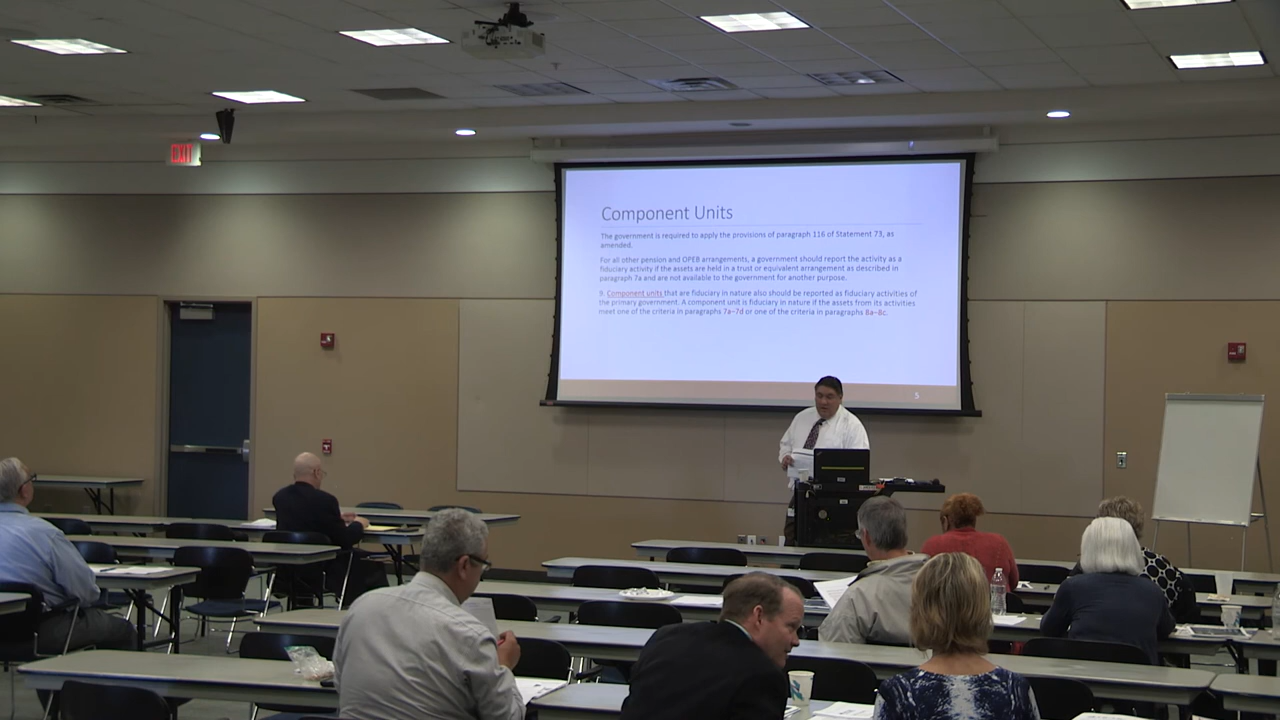 EXIT
Component Units
The government is required to apply the provisions of paragraph 116 of Statement 73, as
amended.
For all other pension and OPEB arrangements, a government should report the activity as a
fiduciary activity if the assets are held in a trust or equivalent arrangement as described in
paragraph 7a and are not available to the government for another purpose.
9. Component units that are fiduciary in nature also should be reported as fiduciary activities of
the primary government. A component unit is fiduciary in nature if the assets from its activities
meet one of the criteria in paragraphs 7a–7d or one of the criteria in paragraphs 8a–8c.
5